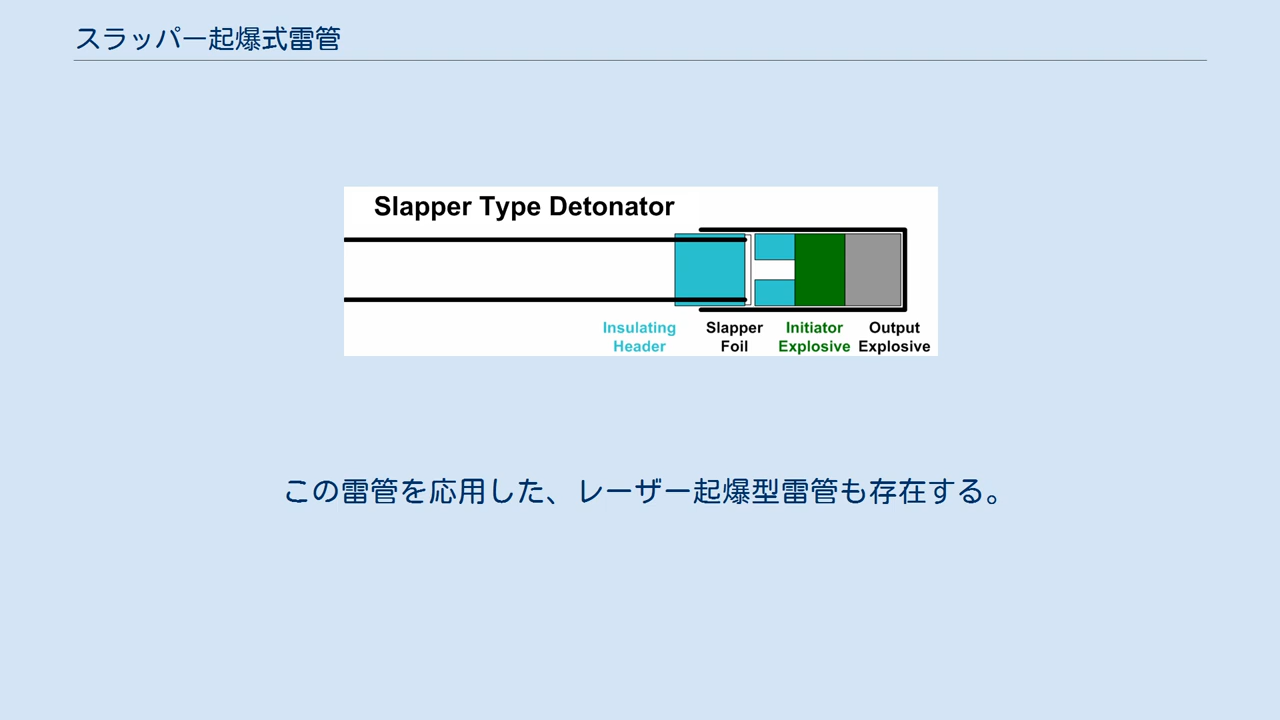 スラッパー起爆式雷管
Slapper Type Detonator
Insulating Header
Slapper Foil
Initiator Explosive
Output Explosive
この雷管を応用した、レーザー起爆型雷管も存在する。